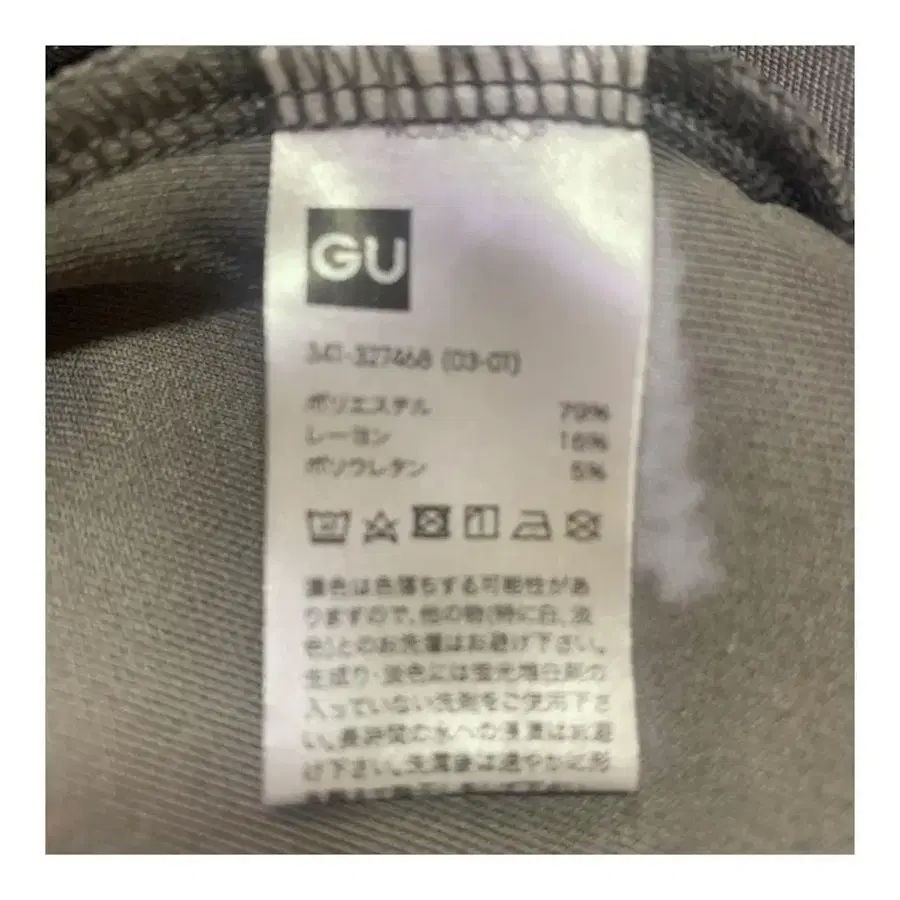 GU
341-327468 (03-01)
ポリエステル 79%
レーヨン 16%
ポリウレタン 5%
濃色は色落ちする可能性があ
りますので、他の物(特に白、淡
色)とのお洗濯はお避け下さい。
生成り・淡色には蛍光増白剤の
入っていない洗剤をご使用下さ
い。長時間の水への浸漬はお避
け下さい。洗濯後は速やかに形